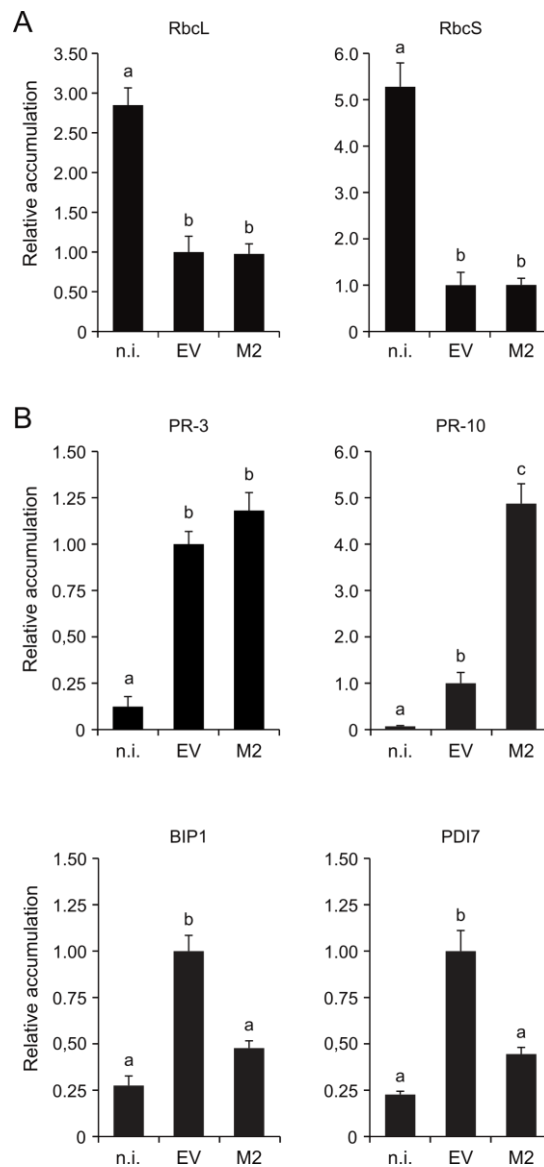 A
RbcL
Relative accumulation
3.50
3.00
2.50
2.00
1.50
1.00
0.50
0
a
b
b
n.i.
EV
M2
RbcS
6.0
5.0
4.0
3.0
2.0
1.0
0
a
b
b
n.i.
EV
M2
B
PR-3
Relative accumulation
1.50
1.25
1.00
0.75
0,50
0.25
0
a
b
b
n.i.
EV
M2
PR-10
6.0
5.0
4.0
3.0
2.0
1.0
0
a
b
c
n.i.
EV
M2
BIP1
Relative accumulation
1.50
1.25
1.00
0.75
0,50
0.25
0
a
b
a
n.i.
EV
M2
PDI7
1.50
1.25
1.00
0.75
0,50
0.25
0
a
b
a
n.i.
EV
M2